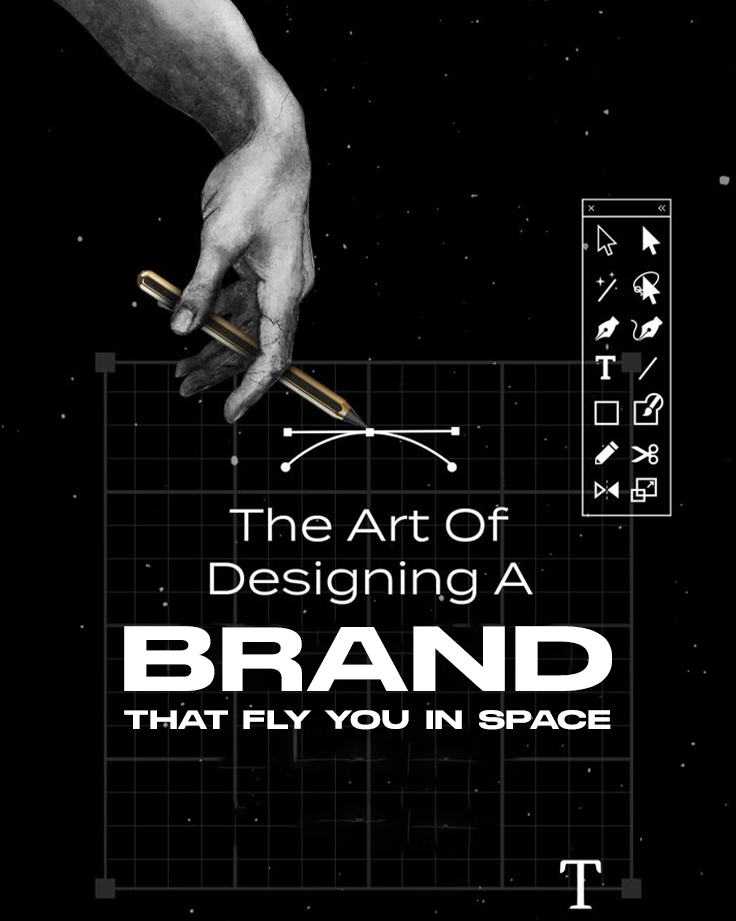 T
The Art Of
Designing A
BRAND
THAT FLY YOU IN SPACE
T